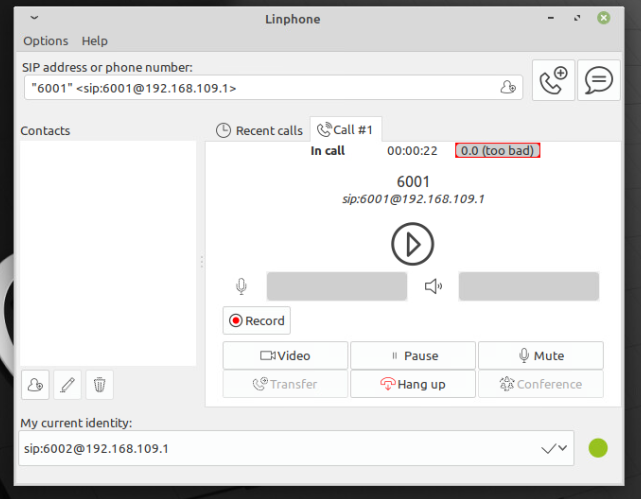 Linphone
Options Help
SIP address or phone number:
"6001" <sip:6001@192.168.109.1>
Contacts
Recent calls
Call #1
In call 00:00:22 0.0 (too bad)
6001
sip:6001@192.168.109.1
Record
Video
Pause
Mute
Transfer
Hang up
Conference
My current identity:
sip:6002@192.168.109.1